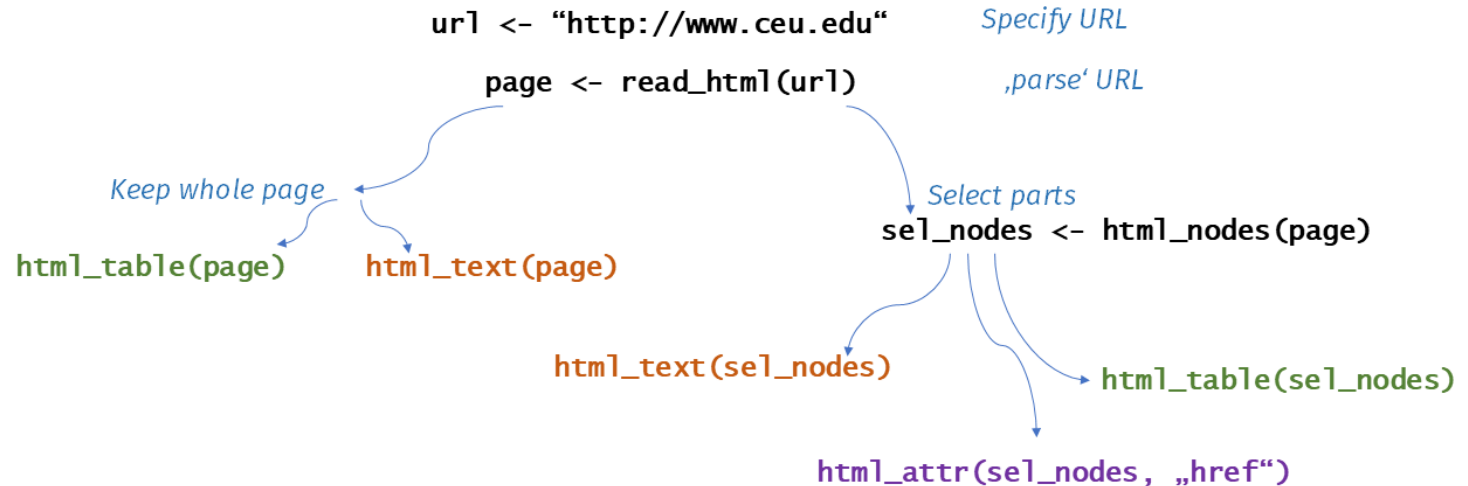 url <- “http://www.ceu.edu“ Specify URL
page <- read_html(url) ‚parse‘ URL
Keep whole page
Select parts
sel_nodes <- html_nodes(page)
html_table(page) html_text(page)
html_text(sel_nodes)
html_table(sel_nodes)
html_attr(sel_nodes, „href“)